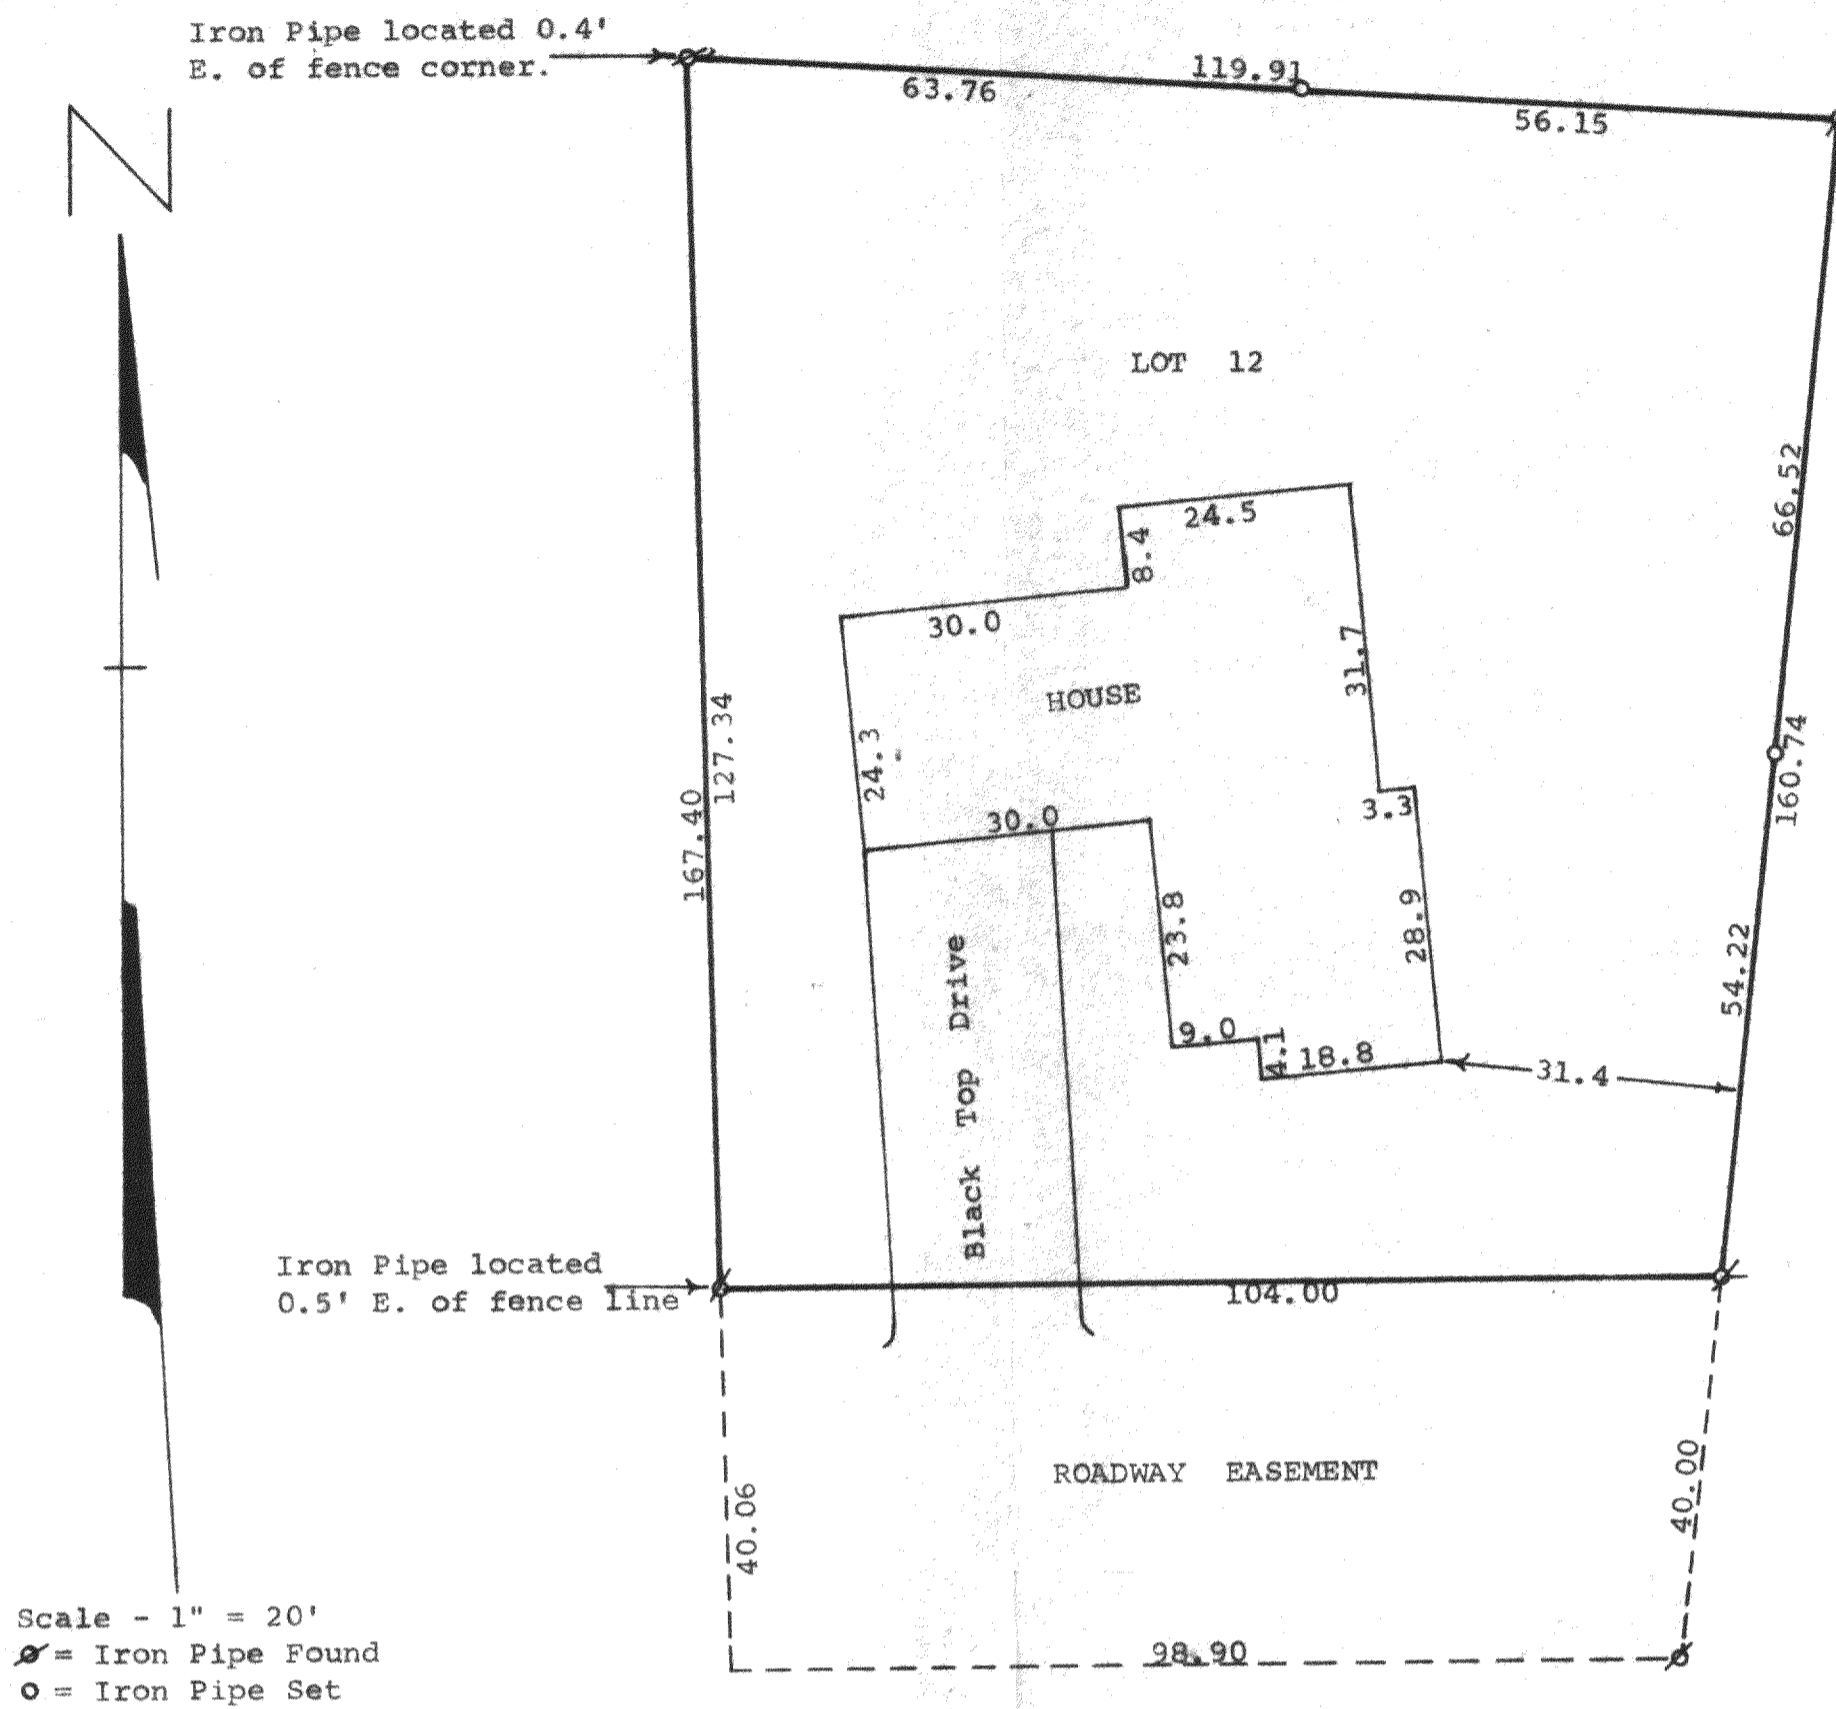 Iron Pipe located 0.4'
E. of fence corner.
N
119.91
63.76
56.15
LOT 12
66.52
24.5
8.4
30.0
31.7
HOUSE
127.34
24.3
160.74
3.3
30.0
167.40
23.8
28.9
54.22
Black Top Drive
9.0
4.1
18.8
31.4
Iron Pipe located
0.5' E. of fence line
104.00
ROADWAY EASEMENT
40.06
40.00
98.90
Scale - 1" = 20'
= Iron Pipe Found
= Iron Pipe Set